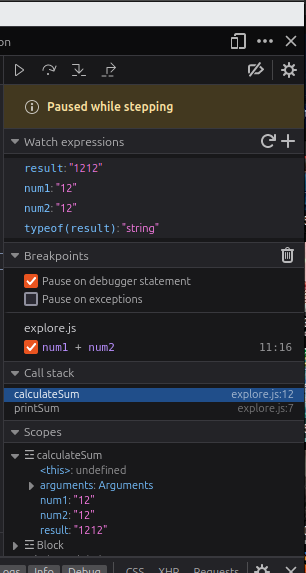 on
Paused while stepping
Watch expressions
result: "1212"
num1: "12"
num2: "12"
typeof(result): "string"
Breakpoints
Pause on debugger statement
Pause on exceptions
explore.js
num1 + num2 11:16
Call stack
calculateSum explore.js:12
printSum explore.js:7
Scopes
calculateSum
<this>: undefined
arguments: Arguments
num1: "12"
num2: "12"
result: "1212"
Block
ogs Info Debug CSS XHR Requests